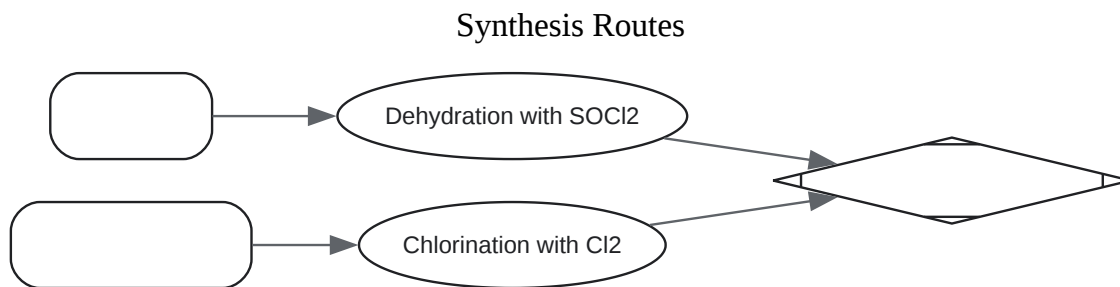 Synthesis Routes
Dehydration with SOCl2
Chlorination with Cl2